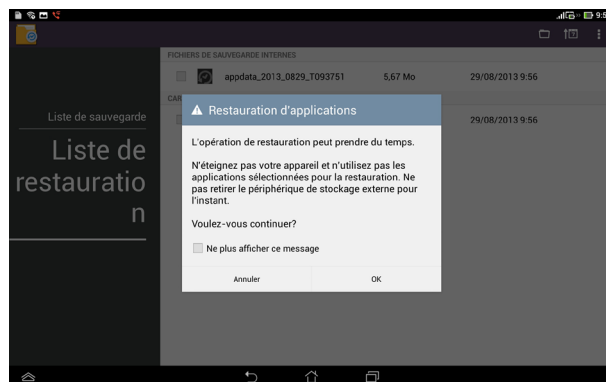 9:5
FICHIERS DE SAUVEGARDE INTERNES
appdata_2013_0829_T093751 5,67 Mo 29/08/2013 9:56
CAR
29/08/2013 9:56
Liste de sauvegarde
Liste de
restauratio
n
Restauration d'applications
L'opération de restauration peut prendre du temps.
N'éteignez pas votre appareil et n'utilisez pas les
applications sélectionnées pour la restauration. Ne
pas retirer le périphérique de stockage externe pour
l'instant.
Voulez-vous continuer?
Ne plus afficher ce message
Annuler OK